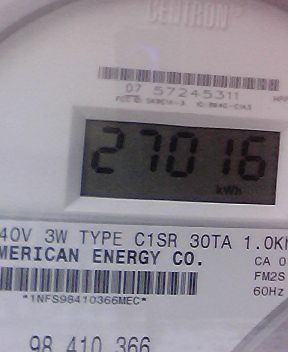 CENTRON
07 57245311
27016
kWh
40V 3W TYPE C1SR 30TA 1.0K
MERICAN ENERGY CO.
CA 0
FM2S
60Hz
*1NFS98410366MEC*
98 410 366